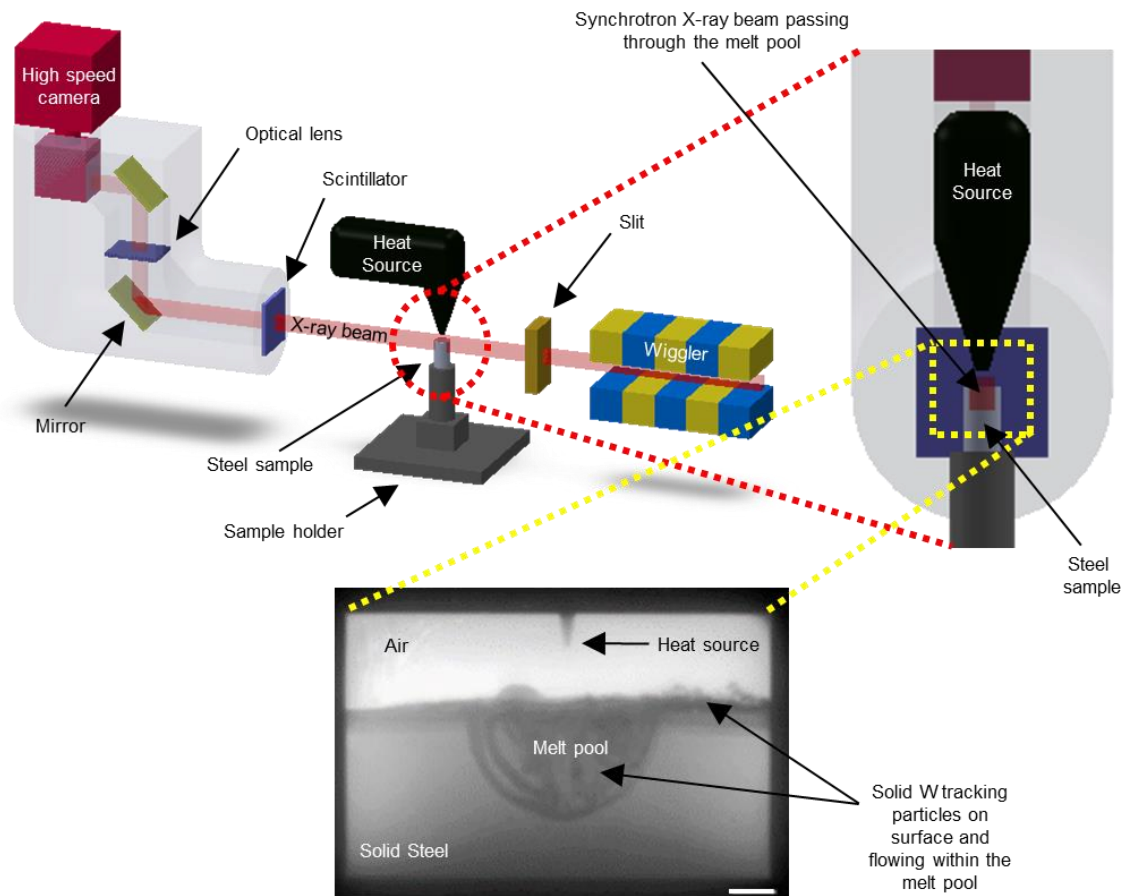 Synchrotron X-ray beam passing
through the melt pool
High speed
camera
Optical lens
Scintillator
Heat
Source
Slit
Heat
Source
X-ray beam
Wiggler
Mirror
Steel sample
Sample holder
Steel
sample
Air
Heat source
Melt pool
Solid Steel
Solid W tracking
particles on
surface and
flowing within the
melt pool